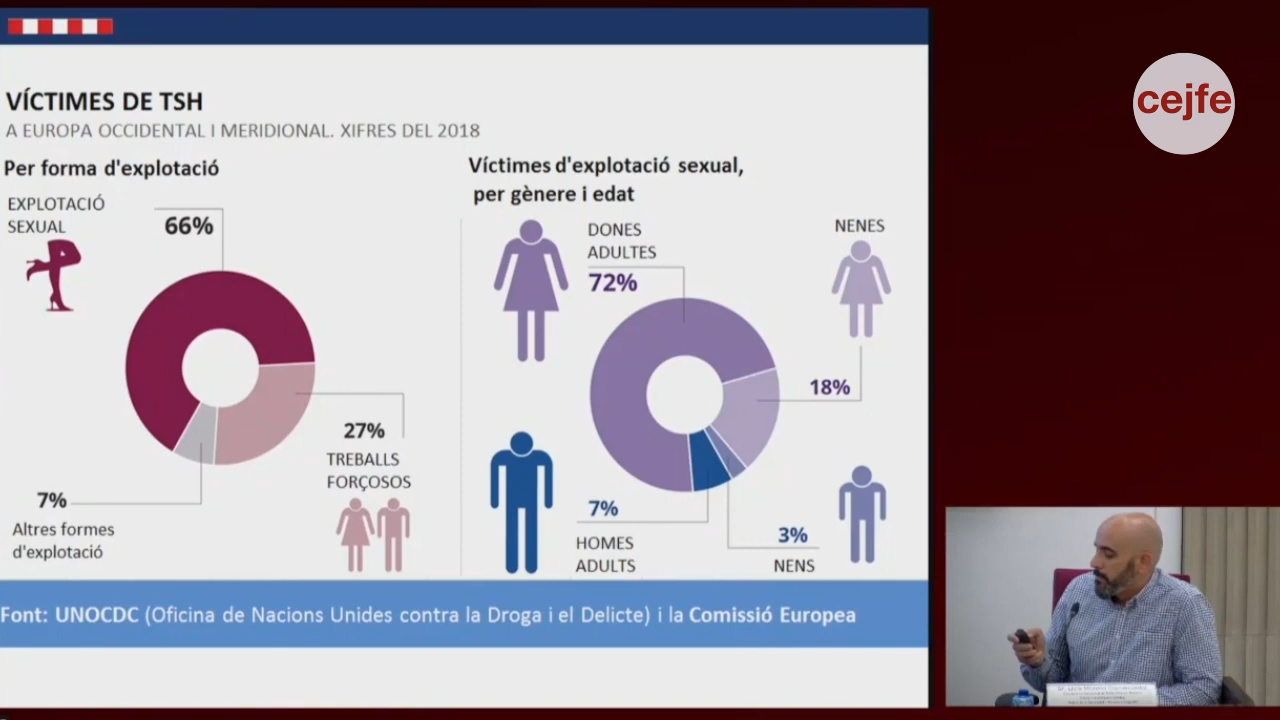 cejfe
VÍCTIMES DE TSH
A EUROPA OCCIDENTAL I MERIDIONAL. XIFRES DEL 2018
Per forma d'explotació
EXPLOTACIÓ
SEXUAL
66%
27%
TREBALLS
FORÇOSOS
7%
Altres formes
d'explotació
Víctimes d'explotació sexual,
per gènere i edat
DONES
ADULTES
72%
NENES
18%
7%
HOMES
ADULTS
3%
NENS
Font: UNOCDC (Oficina de Nacions Unides contra la Droga i el Delicte) i la Comissió Europea